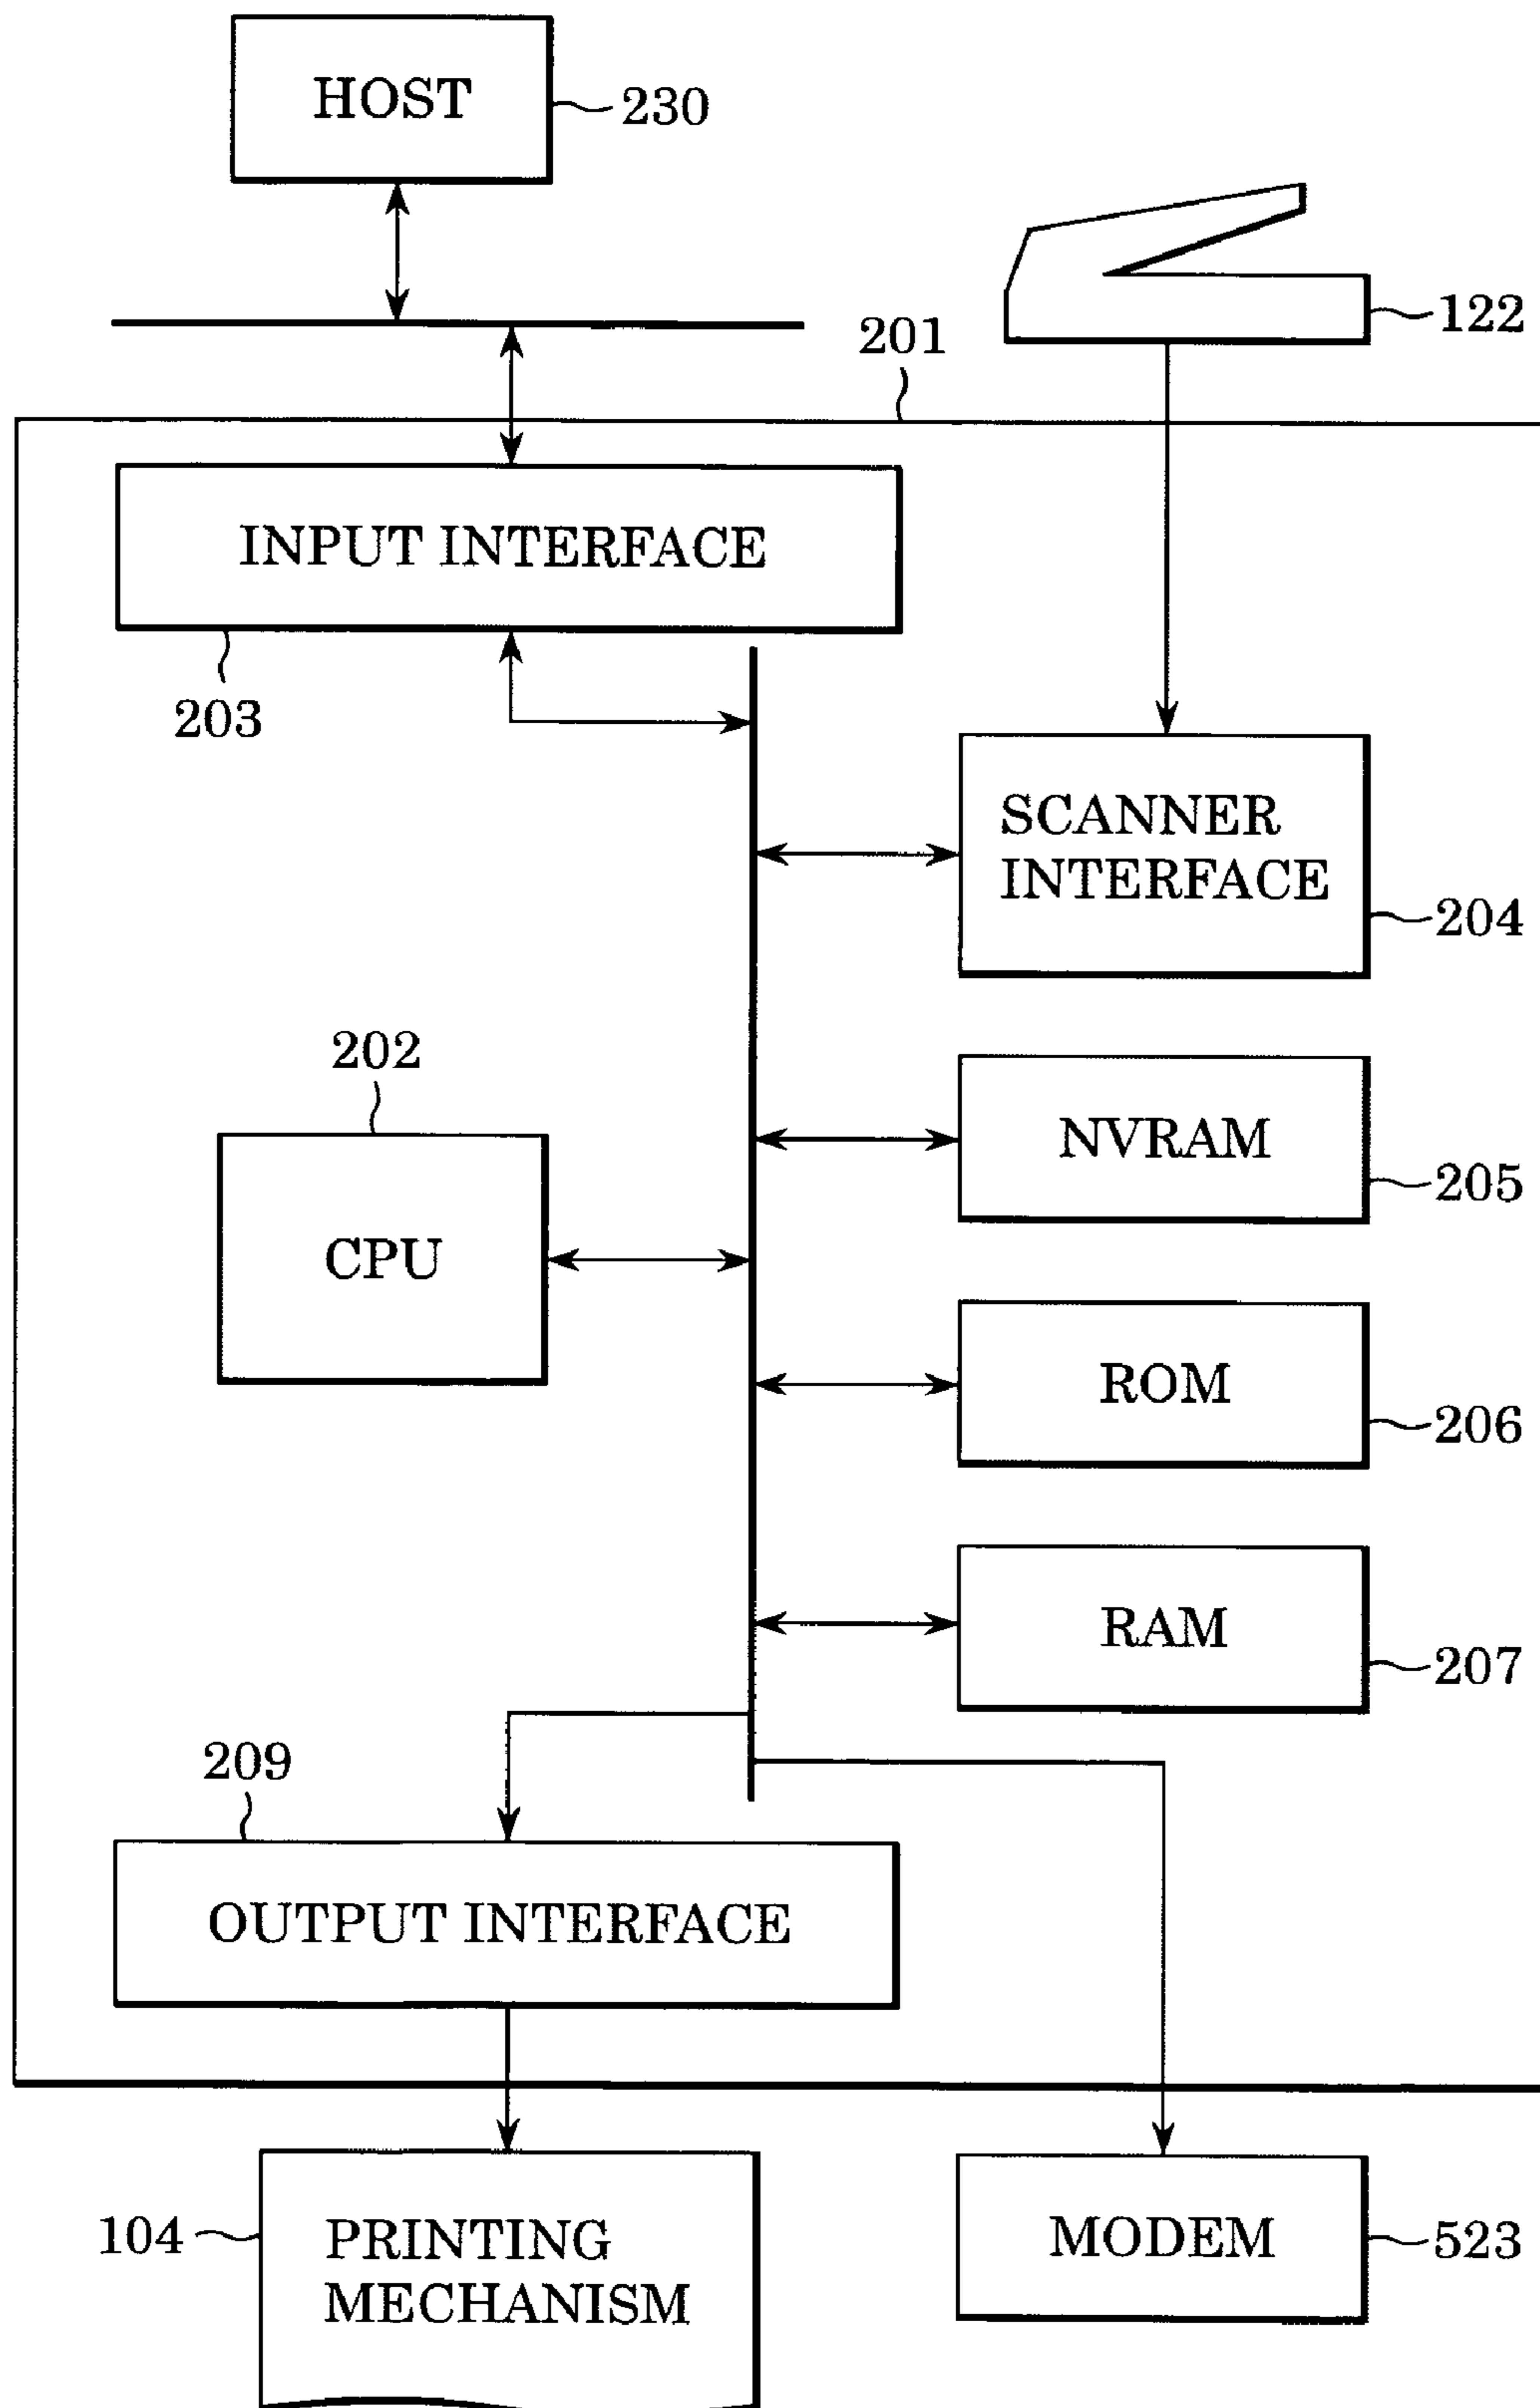 HOST
230
122
201
INPUT INTERFACE
203
SCANNER
INTERFACE
204
202
CPU
NVRAM
205
ROM
206
RAM
207
209
OUTPUT INTERFACE
104
PRINTING
MECHANISM
MODEM
523